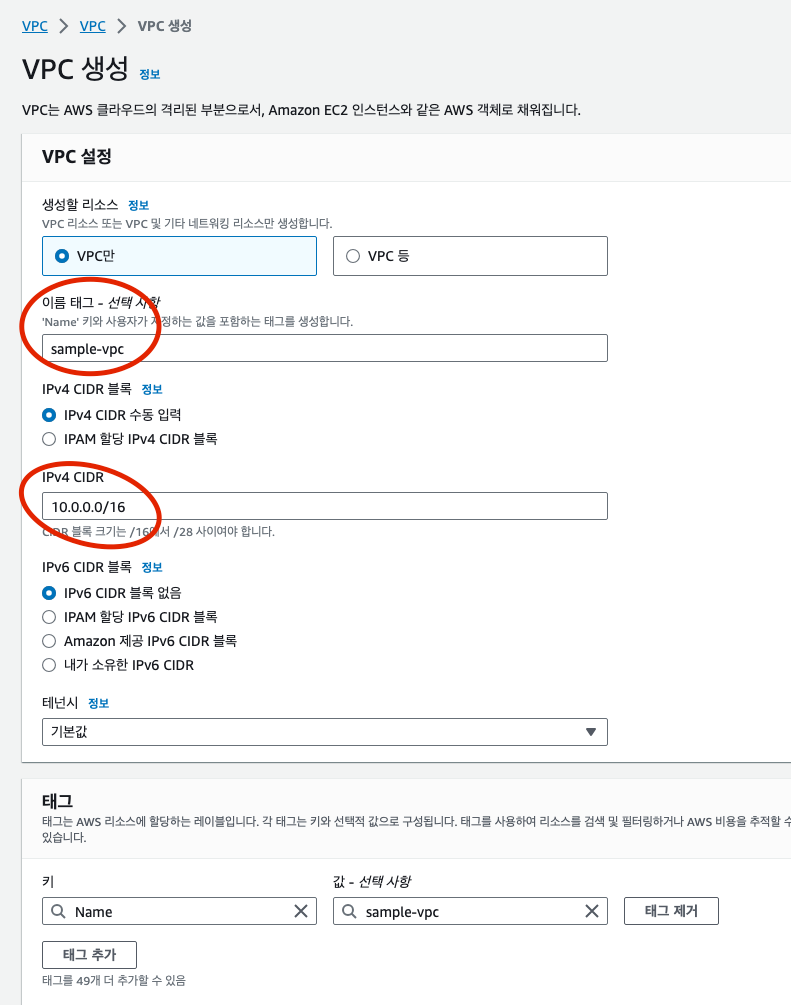 VPC > VPC > VPC 생성
VPC 생성 정보
VPC는 AWS 클라우드의 격리된 부분으로서, Amazon EC2 인스턴스와 같은 AWS 객체로 채워집니다.
VPC 설정
생성할 리소스 정보
VPC 리소스 또는 VPC 및 기타 네트워킹 리소스만 생성합니다.
VPC만
VPC 등
이름 태그 - 선택 사항
'Name' 키와 사용자가 지정하는 값을 포함하는 태그를 생성합니다.
sample-vpc
IPv4 CIDR 블록 정보
IPv4 CIDR 수동 입력
IPAM 할당 IPv4 CIDR 블록
IPv4 CIDR
10.0.0.0/16
CIDR 블록 크기는 /16에서 /28 사이여야 합니다.
IPv6 CIDR 블록 정보
IPv6 CIDR 블록 없음
IPAM 할당 IPv6 CIDR 블록
Amazon 제공 IPv6 CIDR 블록
내가 소유한 IPv6 CIDR
테넌시 정보
기본값
태그
태그는 AWS 리소스에 할당하는 레이블입니다. 각 태그는 키와 선택적 값으로 구성됩니다. 태그를 사용하여 리소스를 검색 및 필터링하거나 AWS 비용을 추적할 수
있습니다.
키
값 - 선택 사항
Name
sample-vpc
태그 제거
태그 추가
태그를 49개 더 추가할 수 있음